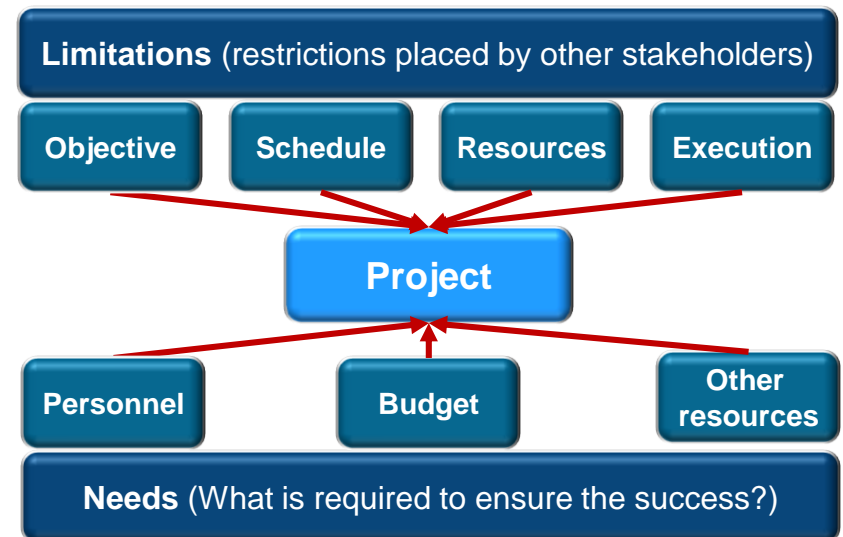 Limitations (restrictions placed by other stakeholders)
Objective
Schedule
Resources
Execution
Project
Personnel
Budget
Other
resources
Needs (What is required to ensure the success?)